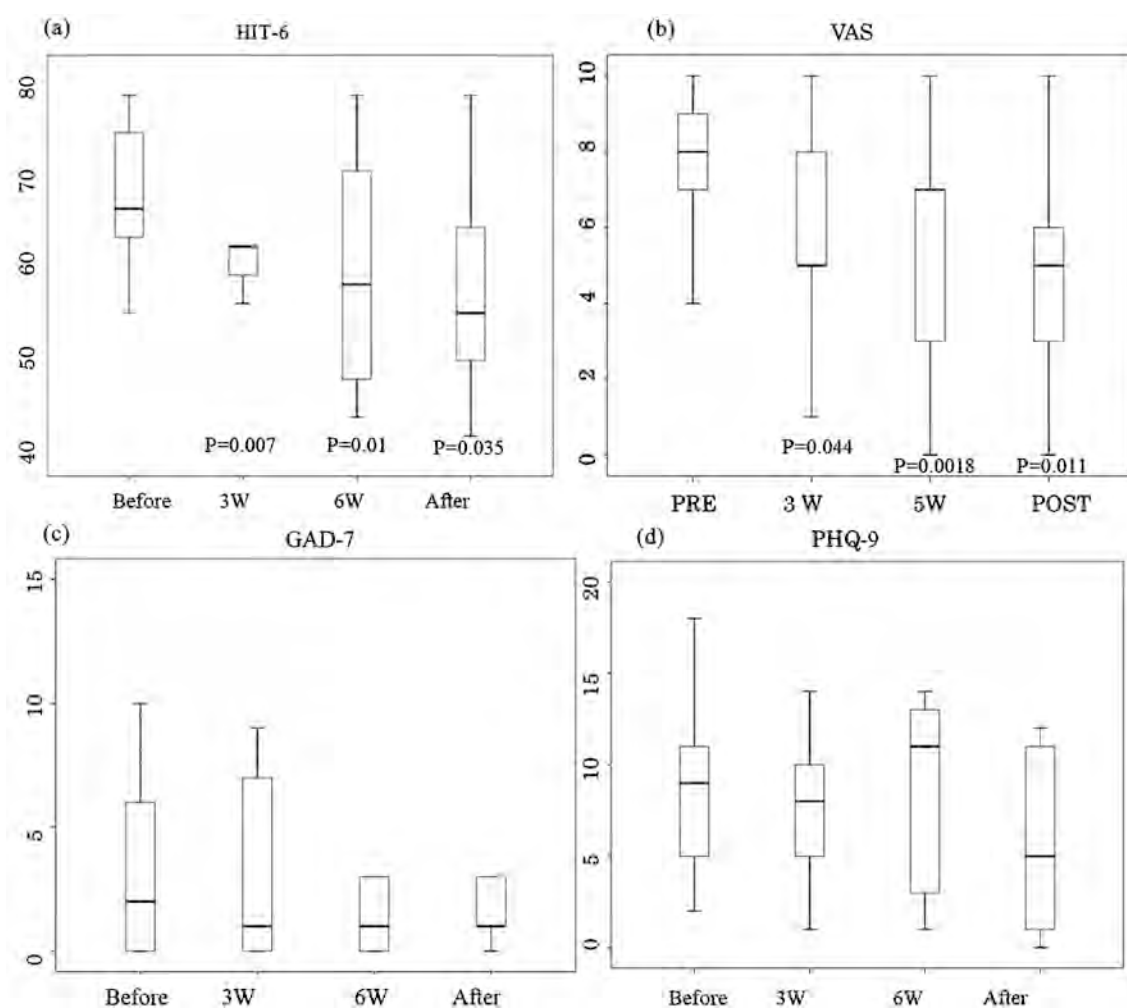 (a) HIT-6
80
70
60
50
40
P=0.007 P=0.01 P=0.035
Before 3W 6W After
(b) VAS
10
8
6
4
2
0
P=0.044 P=0.0018 P=0.011
PRE 3 W 5W POST
(c) GAD-7
15
10
5
0
Before 3W 6W After
(d) PHQ-9
20
15
10
5
0
Before 3W 6W After